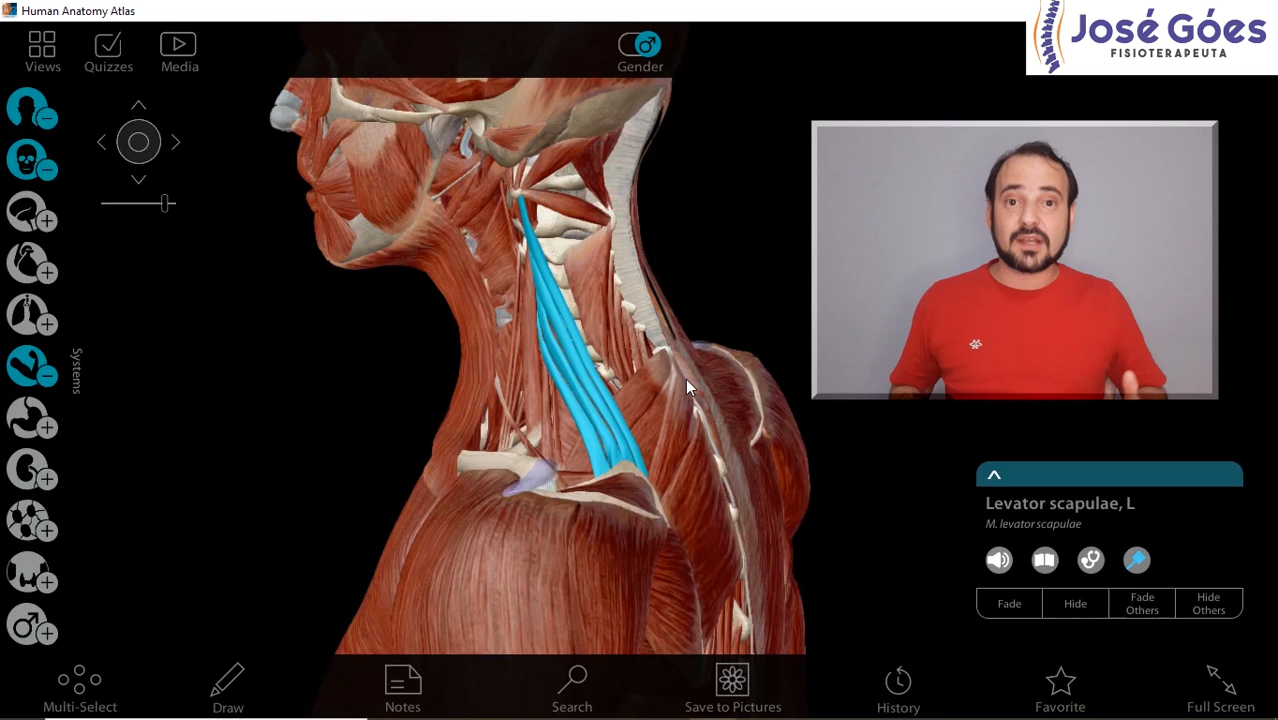 Human Anatomy Atlas
José Góes
FISIOTERAPEUTA
Views
Quizzes
Media
Gender
Systems
Levator scapulae, L
M. levator scapulae
Fade
Hide
Fade
Others
Hide
Others
Multi-Select
Draw
Notes
Search
Save to Pictures
History
Favorite
Full Screen